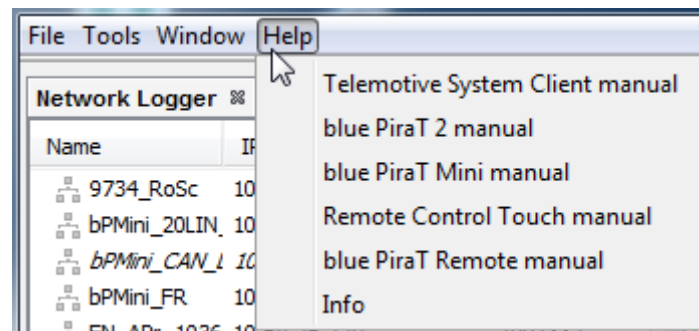 File Tools Window Help
Network Logger
Telemotive System Client manual
Name
blue PiraT 2 manual
blue PiraT Mini manual
9734_RoSc 10
bPMini_20LIN_ 10
Remote Control Touch manual
bPMini_CAN_L 10
blue PiraT Remote manual
bPMini_FR 10
Info